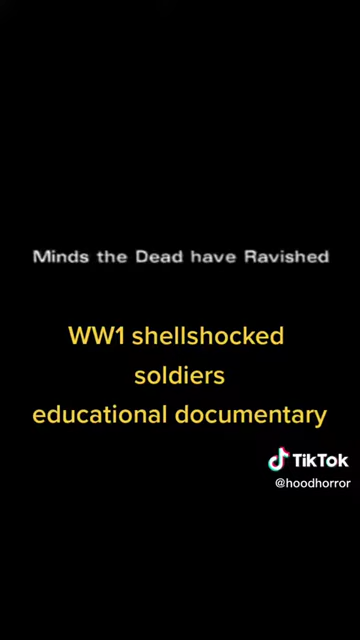 Minds the Dead have Ravished
WW1 shellshocked
soldiers
educational documentary
TikTok
@hoodhorror